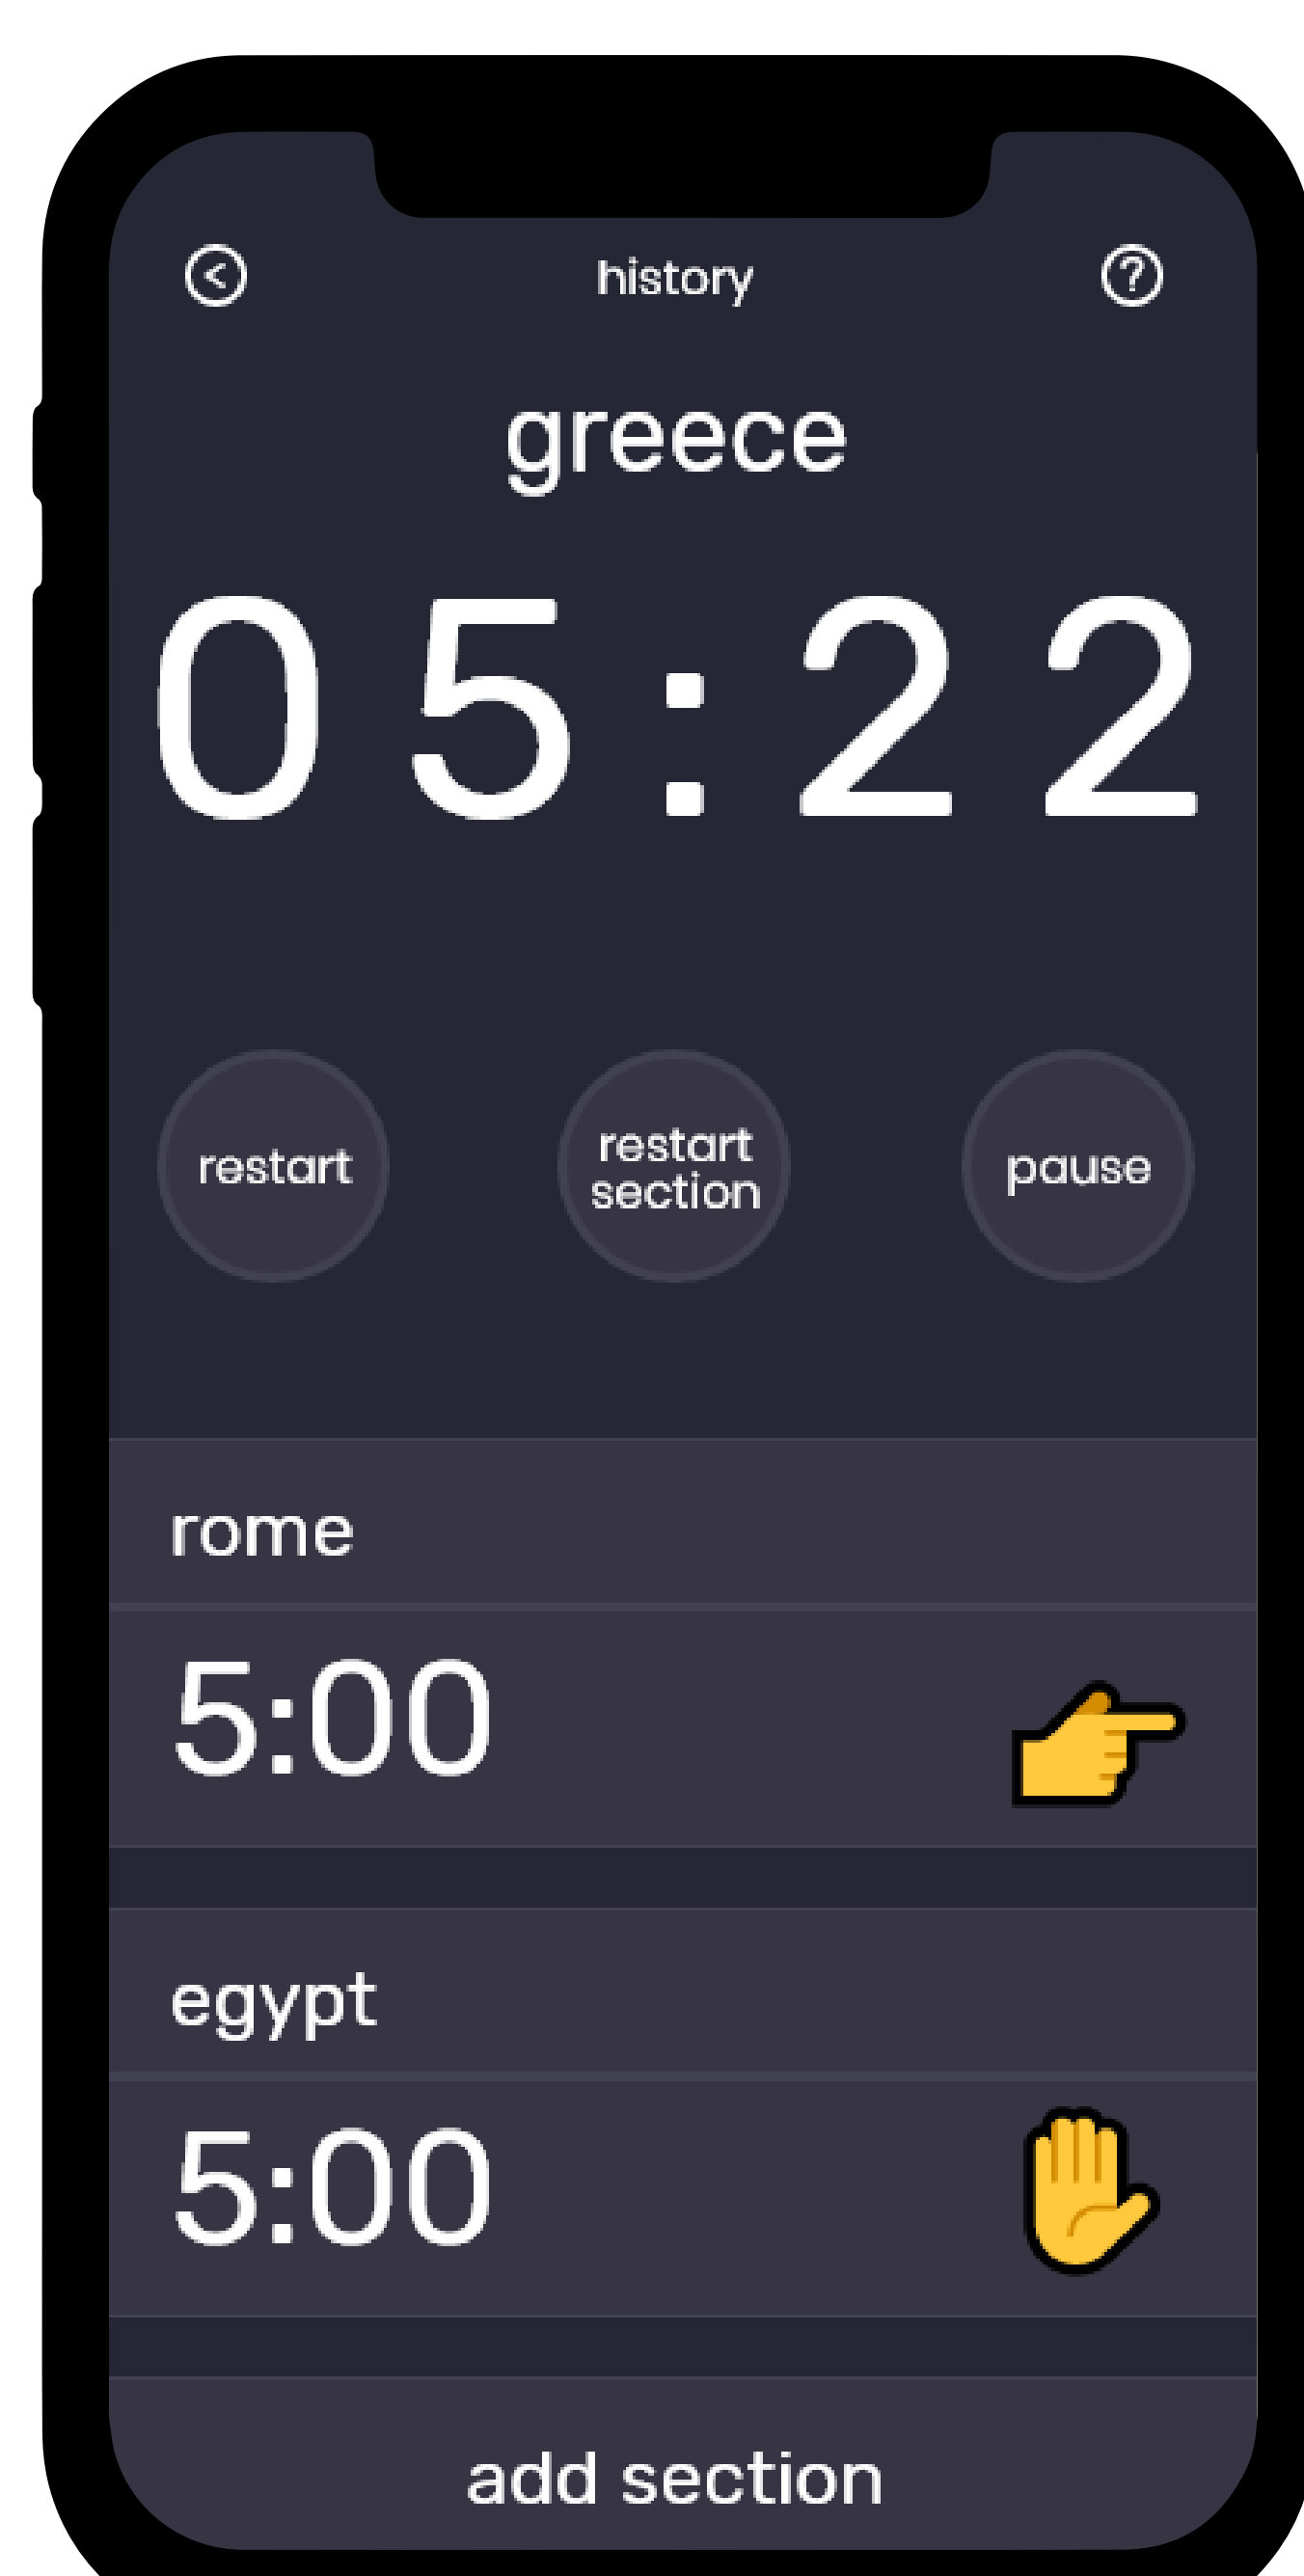 <
history
?
greece
05:22
restart
restart
section
pause
rome
5:00
egypt
5:00
add section